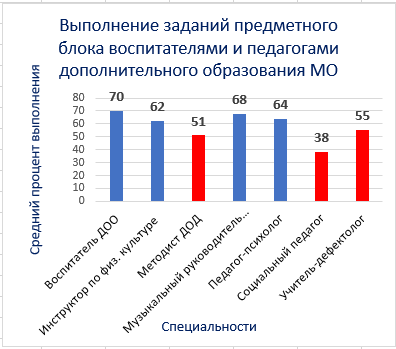 Выполнение заданий предметного
блока воспитателями и педагогами
дополнительного образования МО
Средний процент выполнения
80
70
60
50
40
30
20
10
0
70
62
51
68
64
38
55
Воспитатель ДОО
Инструктор по физ. культуре
Методист ДОД
Музыкальный руководитель…
Педагог-психолог
Социальный педагог
Учитель-дефектолог
Специальности